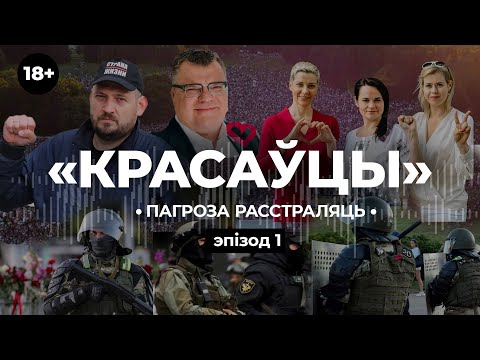 18+
СТРАНА
ДЛЯ
ЖИЗНИ
«КРАСАЎЦЫ»
• ПАГРОЗА РАССТРАЛЯЦЬ •
эпізод 1